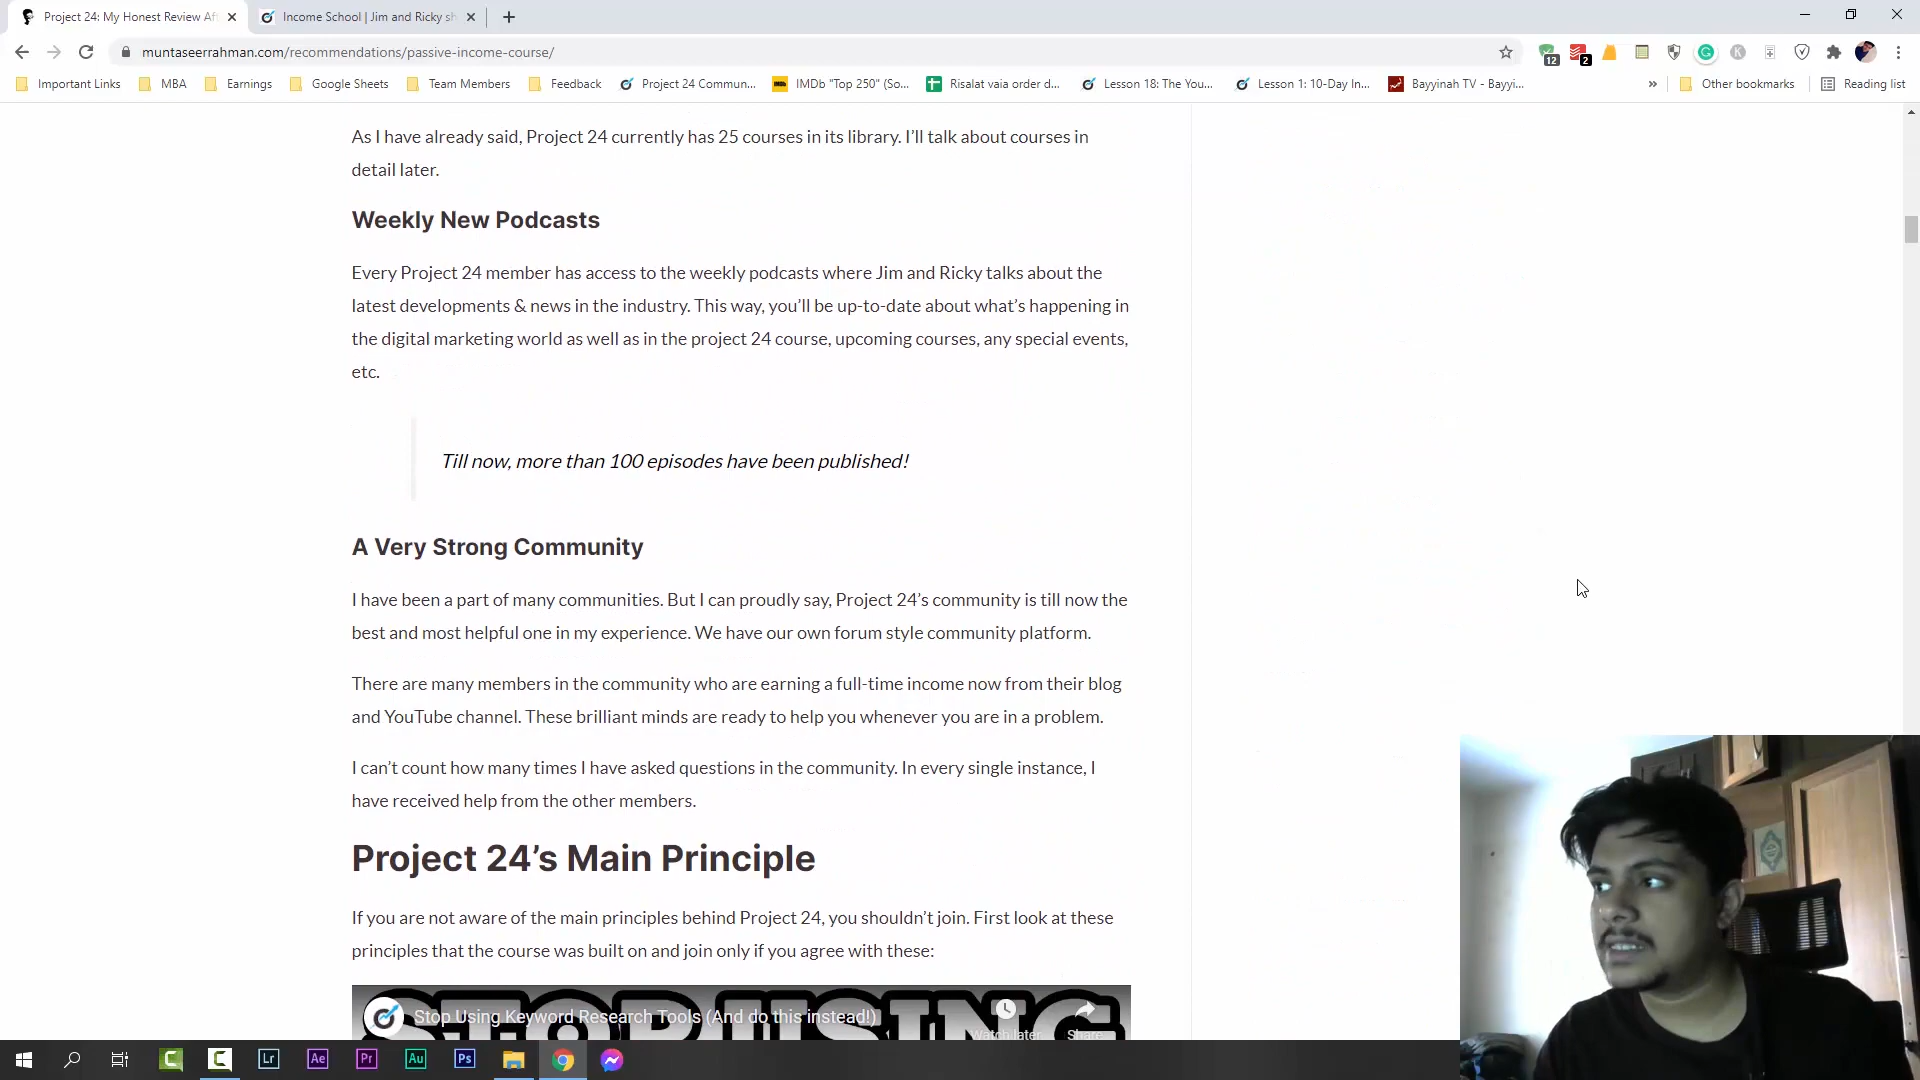 Project 24: My Honest Review Aft
Income School | Jim and Ricky sh
muntaseerrahman.com/recommendations/passive-income-course/
12
2
Important Links
MBA
Earnings
Google Sheets
Team Members
Feedback
Project 24 Commun...
IMDb "Top 250" (So...
Risalat vaia order d...
Lesson 18: The You...
Lesson 1: 10-Day In...
Bayyinah TV - Bayyi...
»
Other bookmarks
Reading list
As I have already said, Project 24 currently has 25 courses in its library. I’ll talk about courses in
detail later.
Weekly New Podcasts
Every Project 24 member has access to the weekly podcasts where Jim and Ricky talks about the
latest developments & news in the industry. This way, you’ll be up-to-date about what’s happening in
the digital marketing world as well as in the project 24 course, upcoming courses, any special events,
etc.
Till now, more than 100 episodes have been published!
A Very Strong Community
I have been a part of many communities. But I can proudly say, Project 24’s community is till now the
best and most helpful one in my experience. We have our own forum style community platform.
There are many members in the community who are earning a full-time income now from their blog
and YouTube channel. These brilliant minds are ready to help you whenever you are in a problem.
I can’t count how many times I have asked questions in the community. In every single instance, I
have received help from the other members.
Project 24’s Main Principle
If you are not aware of the main principles behind Project 24, you shouldn’t join. First look at these
principles that the course was built on and join only if you agree with these:
STOP USING
Stop Using Keyword Research Tools (And do this instead!)
Watch later
Share
Lr
Ae
Pr
Au
Ps